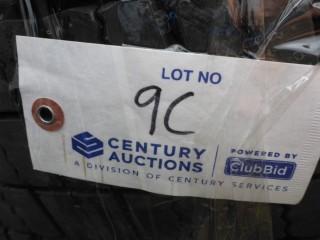 LOT NO
9C
CENTURY
AUCTIONS
A DIVISION OF CENTURY SERVICES
POWERED BY
ClubBid